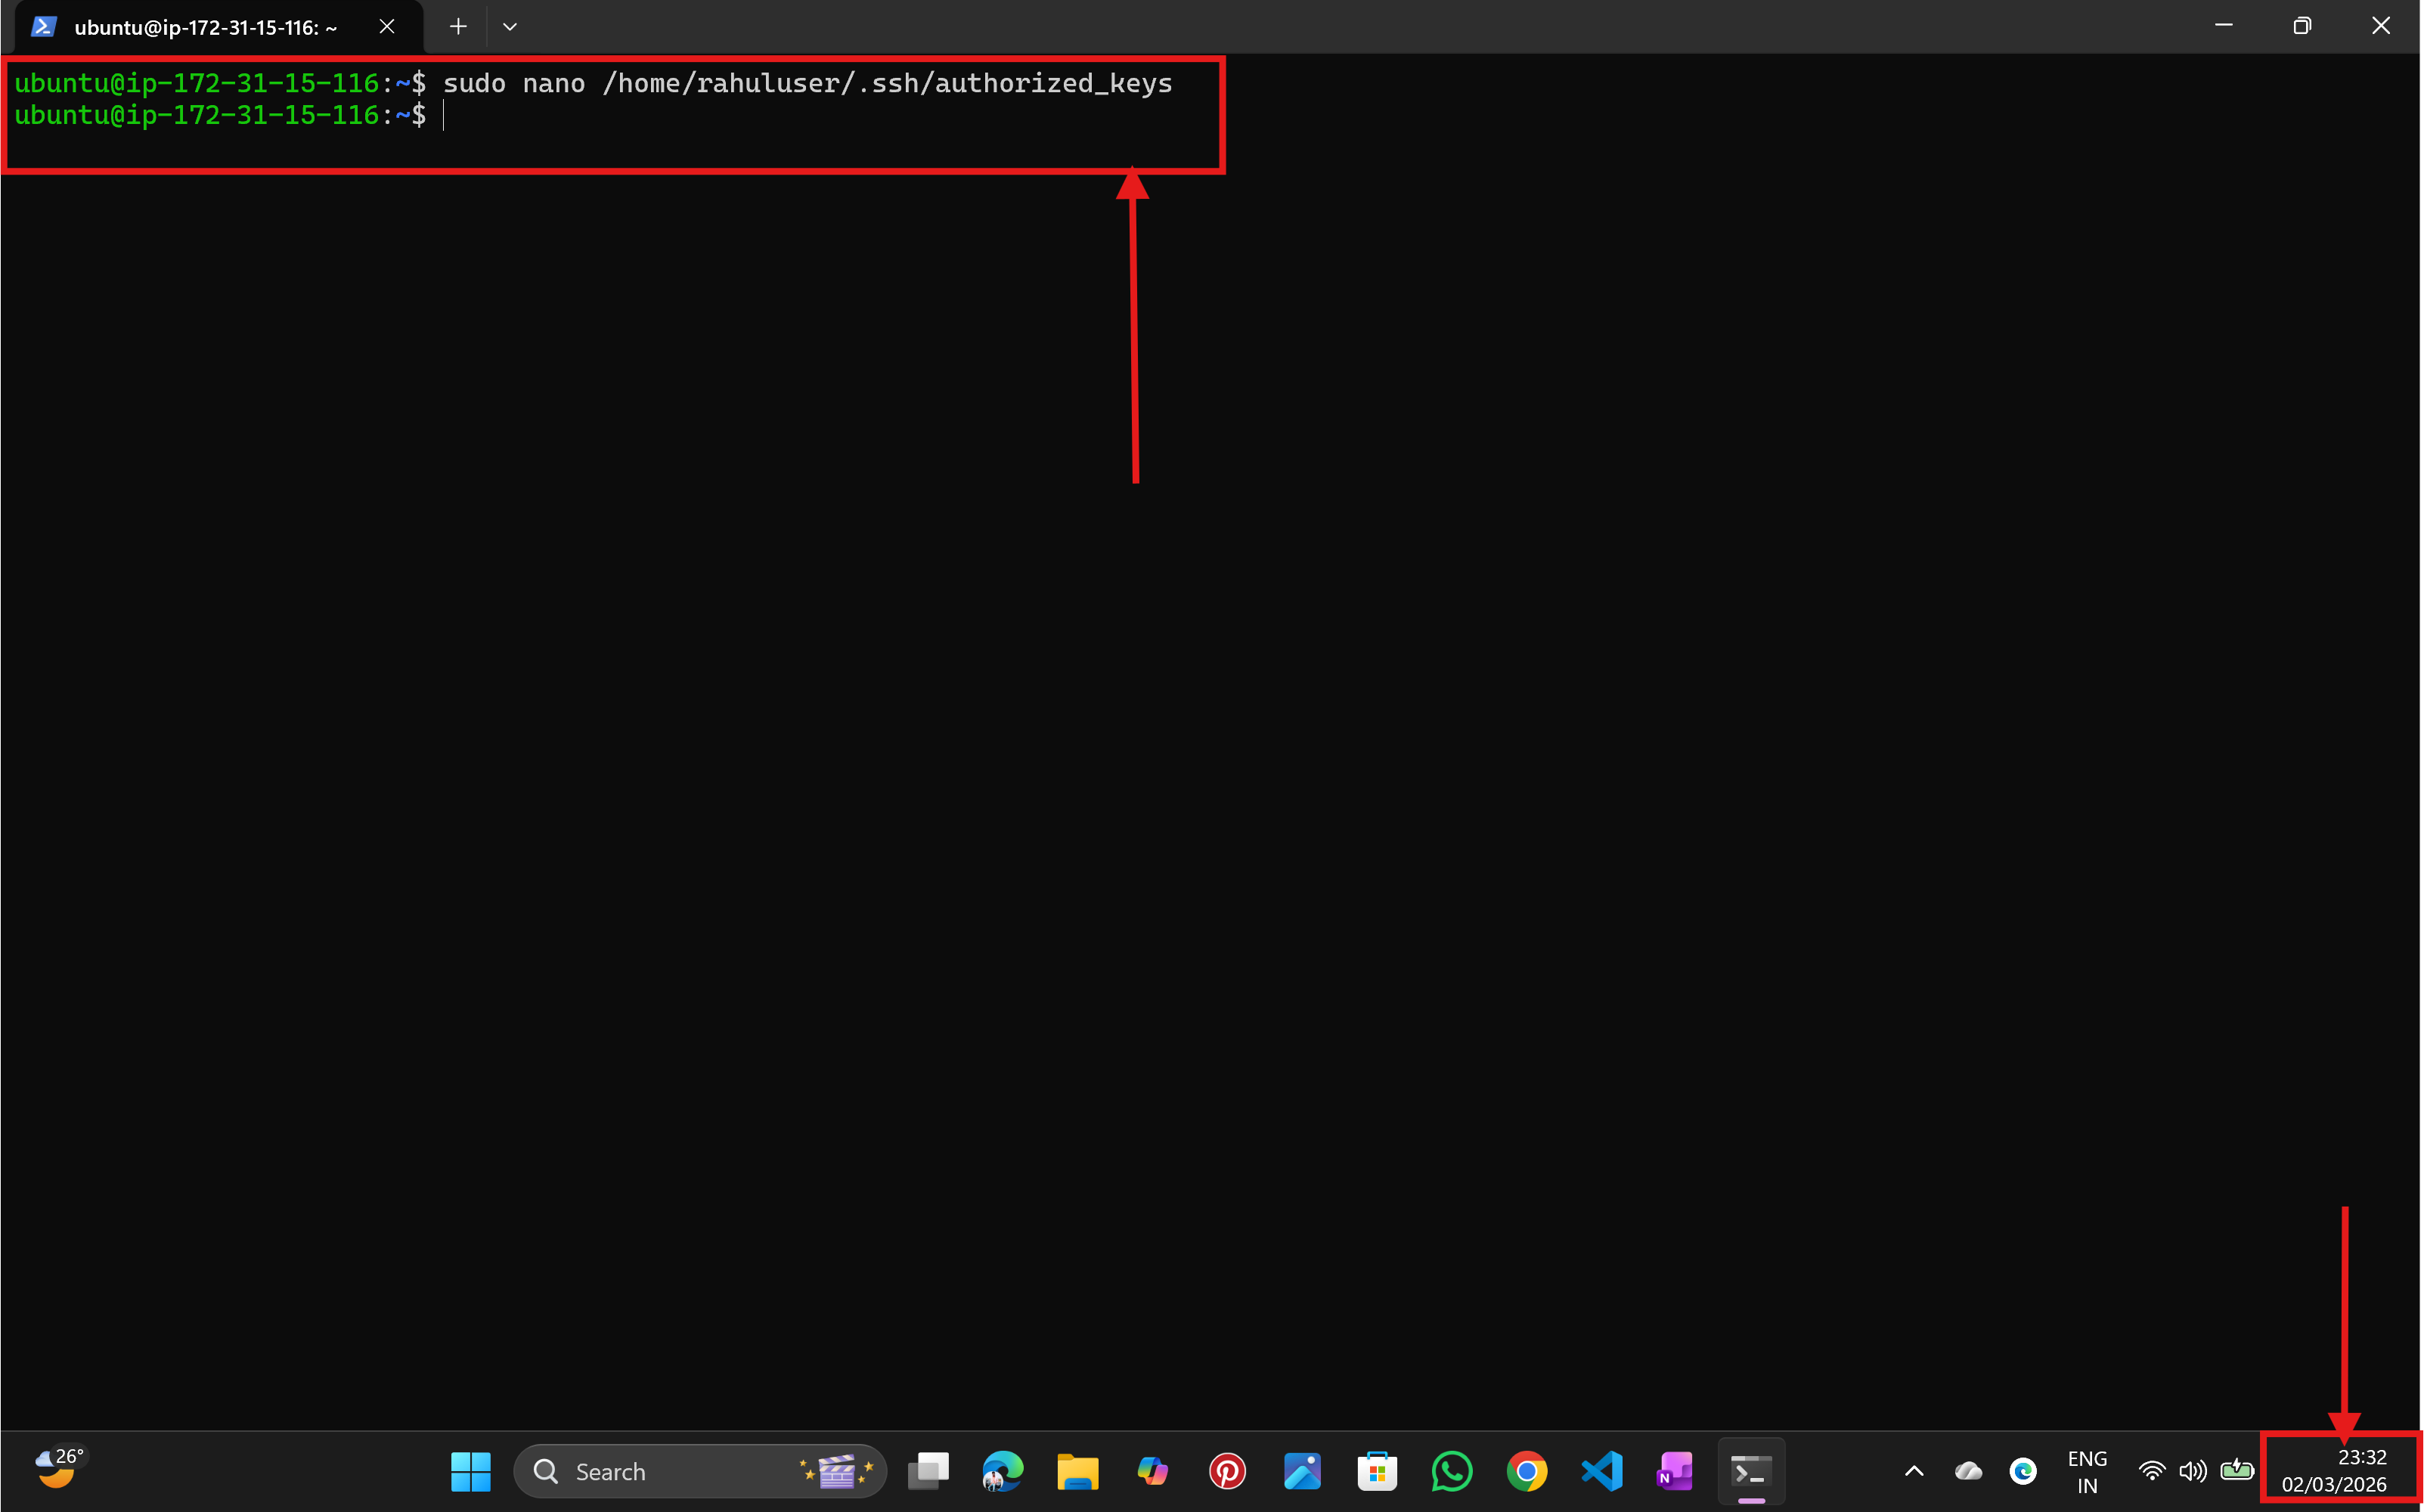 ubuntu@ip-172-31-15-116: ~
ubuntu@ip-172-31-15-116:~$ sudo nano /home/rahuluser/.ssh/authorized_keys
ubuntu@ip-172-31-15-116:~$
26°
Search
N
ENG
IN
23:32
02/03/2026